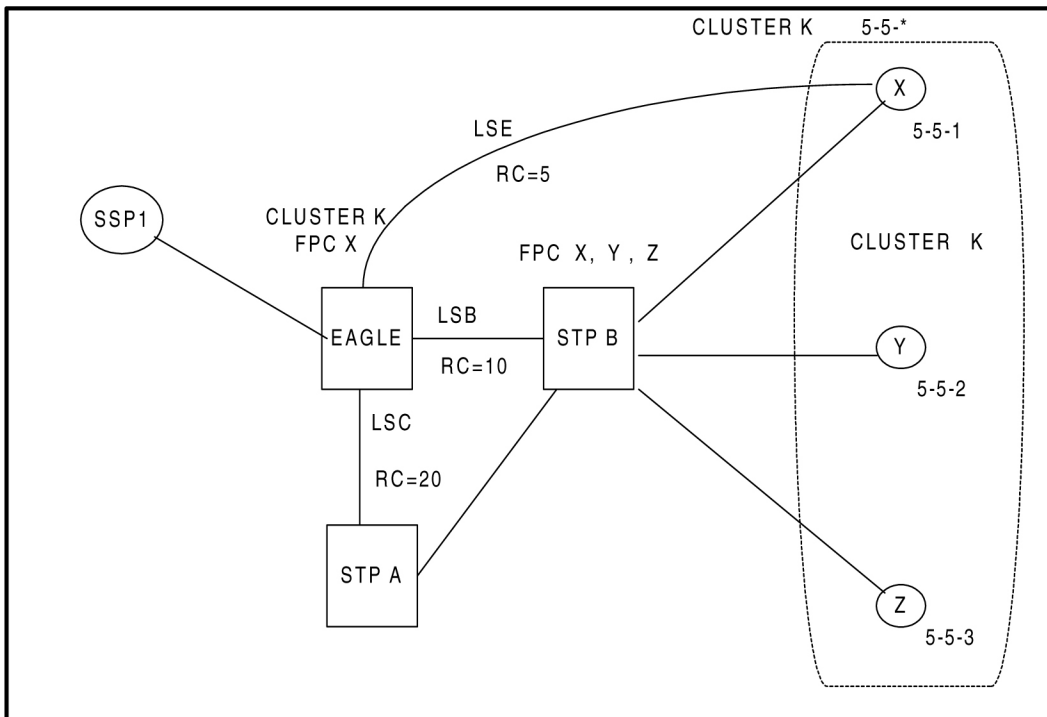 CLUSTER K 5-5-*
X
5-5-1
LSE
RC=5
SSP1
CLUSTER K
FPC X
FPC X, Y , Z
CLUSTER K
EAGLE
LSB
RC=10
STP B
Y
5-5-2
LSC
RC=20
STP A
Z
5-5-3